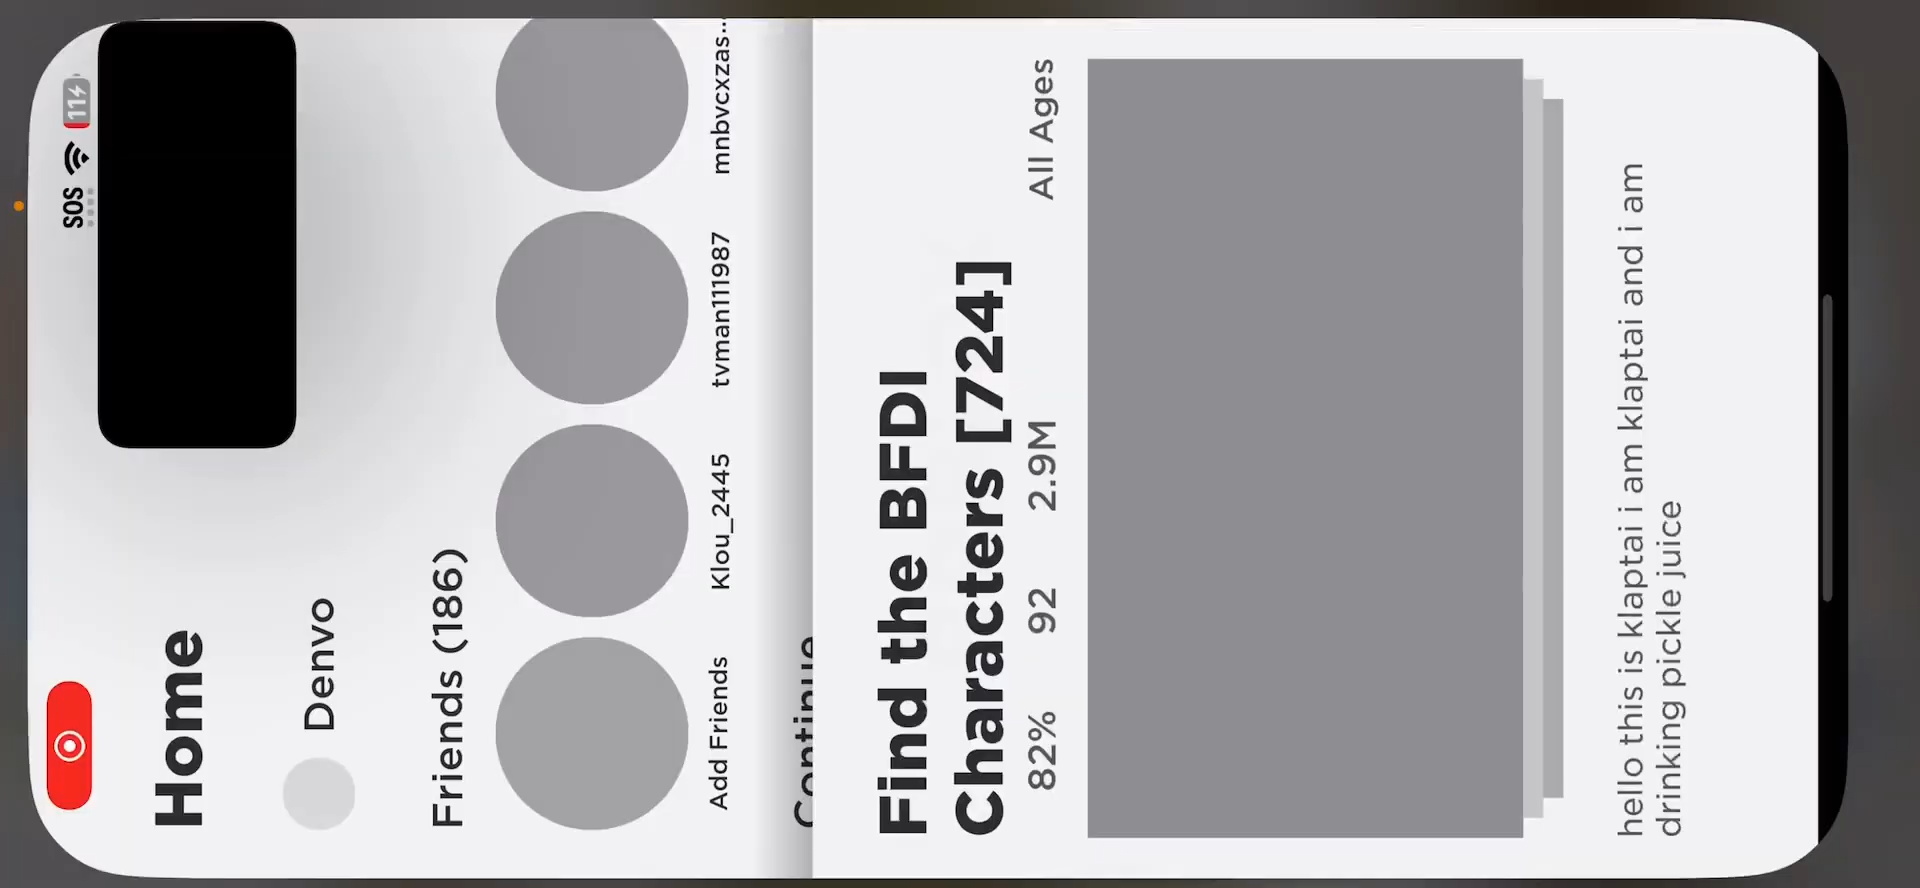 SOS 11
Home
Denvo
Friends (186)
Add Friends
Klou_2445
tvman111987
mnbvcxzas...
Continue
Find the BFDI
Characters [724]
82% 92 2.9M All Ages
hello this is klaptai i am klaptai and i am
drinking pickle juice